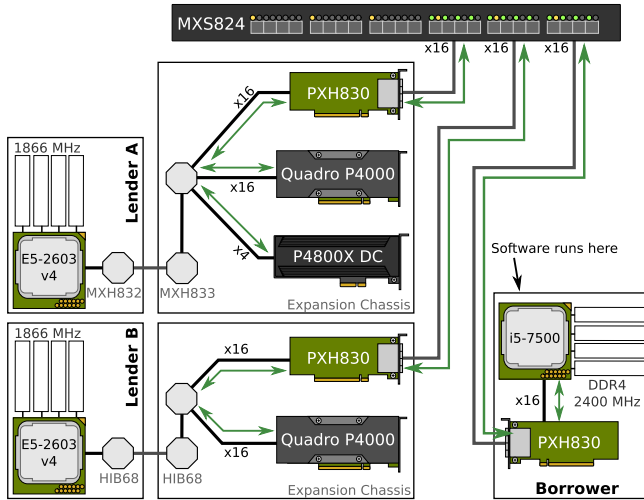 MXS824
x16
x16
x16
x16
PXH830
1866 MHz
Lender A
Quadro P4000
x16
x4
P4800X DC
E5-2603
v4
MXH832
MXH833
Expansion Chassis
Software runs here
1866 MHz
Lender B
x16
PXH830
i5-7500
DDR4
2400 MHz
x16
E5-2603
v4
Quadro P4000
x16
PXH830
HIB68
HIB68
Expansion Chassis
Borrower